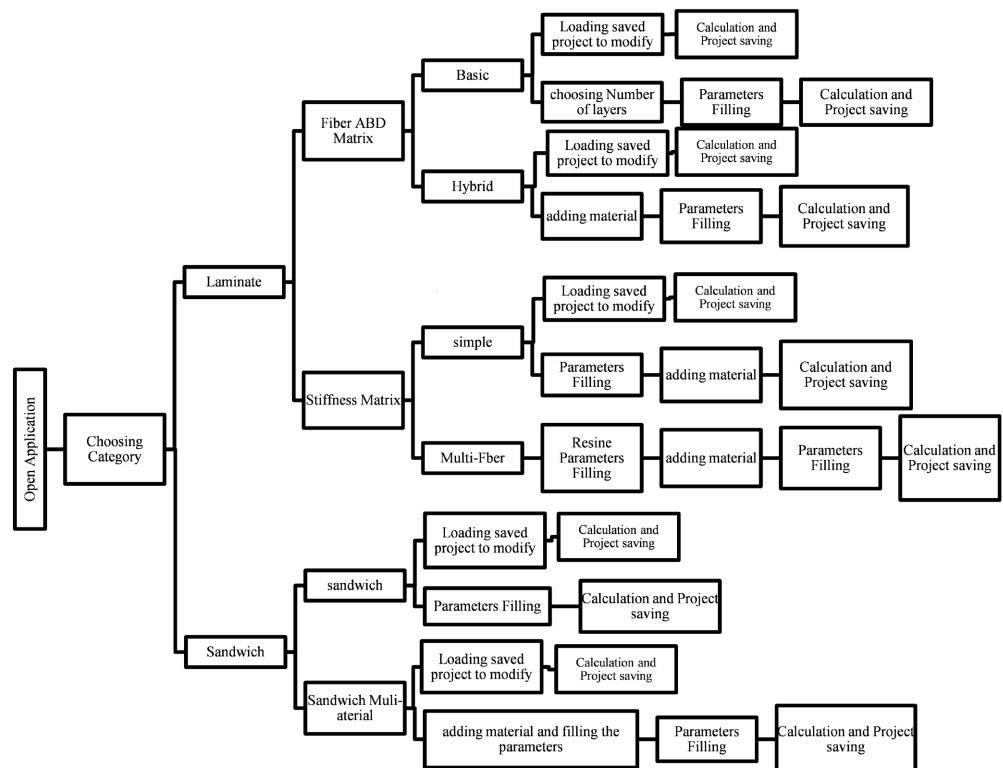 Open Application
Choosing
Category
Laminate
Fiber ABD
Matrix
Basic
Loading saved
project to modify
Calculation and
Project saving
choosing Number
of layers
Parameters
Filling
Calculation and
Project saving
Hybrid
Loading saved
project to modify
Calculation and
Project saving
adding material
Parameters
Filling
Calculation and
Project saving
Stiffness Matrix
simple
Loading saved
project to modify
Calculation and
Project saving
Parameters
Filling
adding material
Calculation and
Project saving
Multi-Fber
Resine
Parameters
Filling
adding material
Parameters
Filling
Calculation and
Project saving
Sandwich
sandwich
Loading saved
project to modify
Calculation and
Project saving
Parameters Filling
Calculation and Project
saving
Sandwich Muli-
aterial
Loading saved
project to modify
Calculation and
Project saving
adding material and filling the
parameters
Parameters
Filling
Calculation and Project
saving